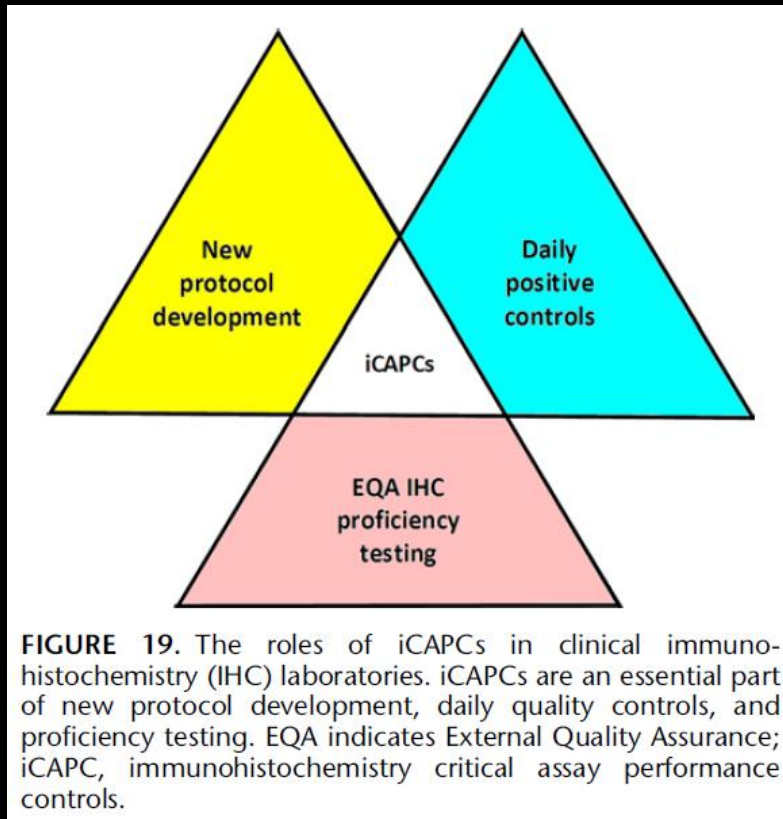 New
protocol
development
Daily
positive
controls
iCAPCs
EQA IHC
proficiency
testing
FIGURE 19. The roles of iCAPCs in clinical immuno-
histochemistry (IHC) laboratories. iCAPCs are an essential part
of new protocol development, daily quality controls, and
proficiency testing. EQA indicates External Quality Assurance;
iCAPC, immunohistochemistry critical assay performance
controls.